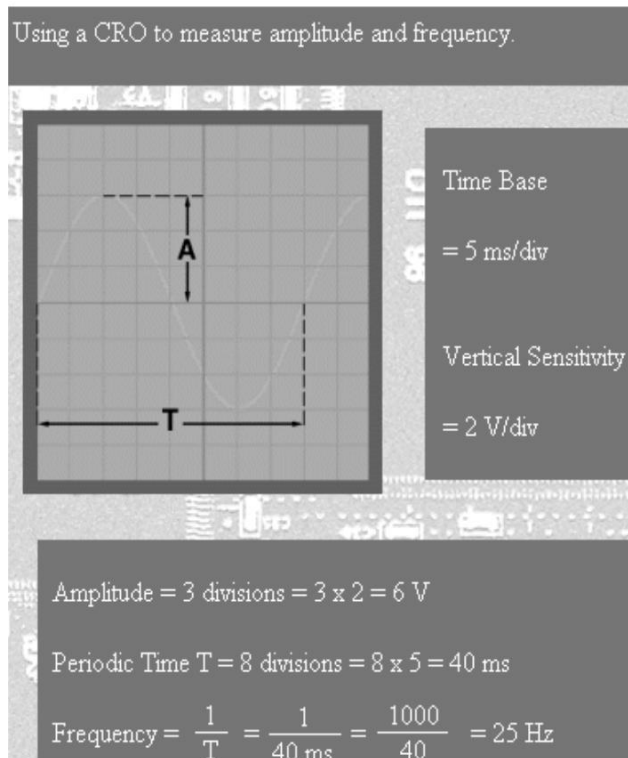 Using a CRO to measure amplitude and frequency.
A
T
Time Base
= 5 ms/div
Vertical Sensitivity
= 2 V/div
Amplitude = 3 divisions = 3 x 2 = 6 V
Periodic Time T = 8 divisions = 8 x 5 = 40 ms
Frequency = 1/T = 1/40 ms = 1000/40 = 25 Hz